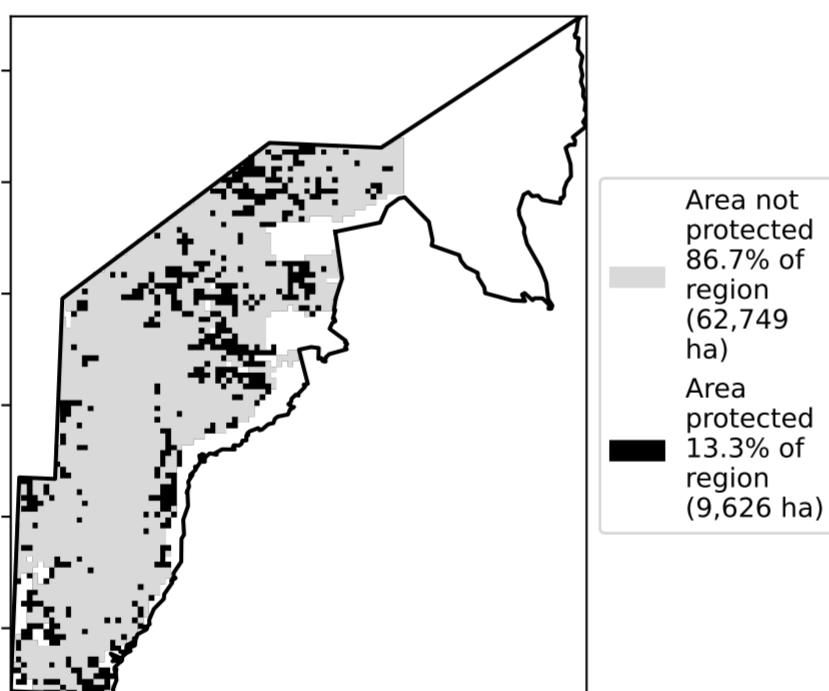 Area not
protected
86.7% of
region
(62,749
ha)
Area
protected
13.3% of
region
(9,626 ha)